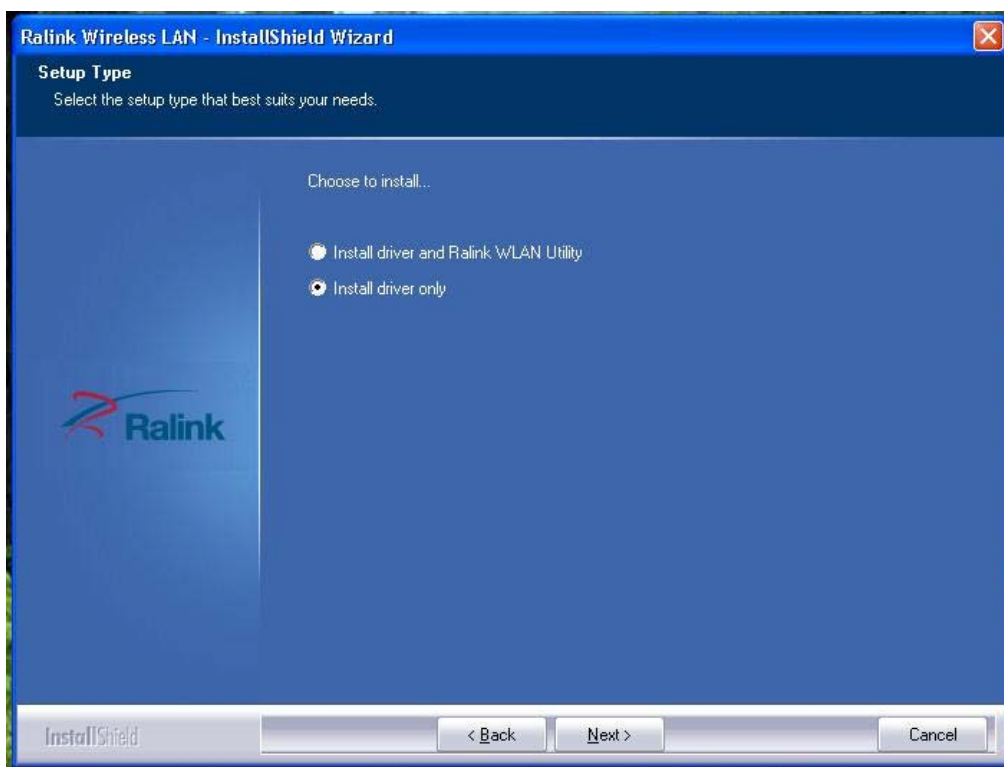 Ralink Wireless LAN - InstallShield Wizard
Setup Type
Select the setup type that best suits your needs.
Choose to install...
Install driver and Ralink WLAN Utility
Install driver only
Ralink
InstallShield
< Back
Next >
Cancel